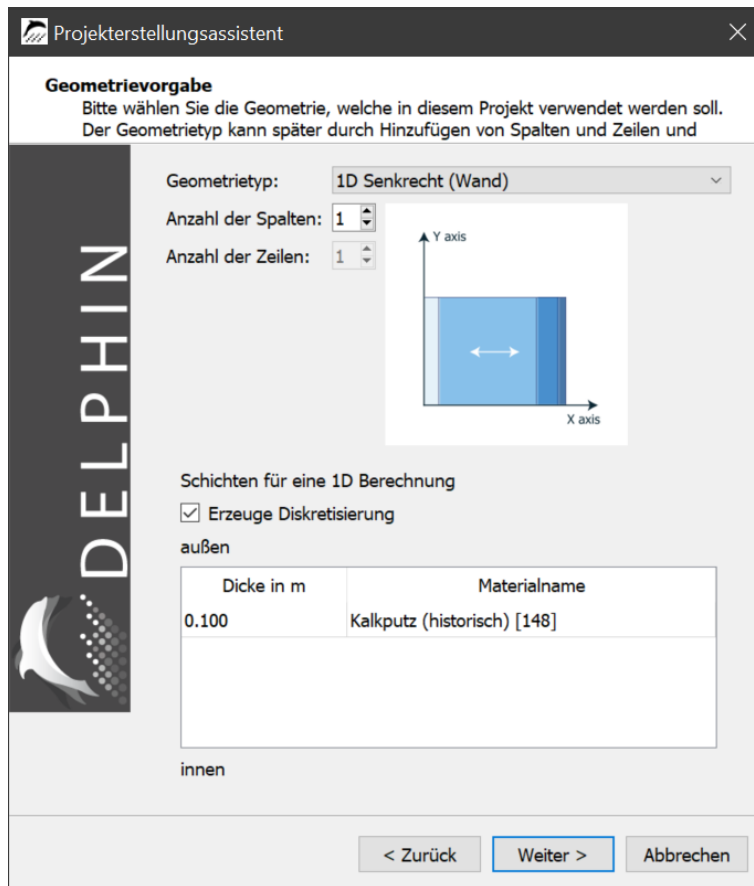 Projekterstellungsassistent
Geometrievorgabe
Bitte wählen Sie die Geometrie, welche in diesem Projekt verwendet werden soll.
Der Geometrietyp kann später durch Hinzufügen von Spalten und Zeilen und
DELPHIN
Geometrietyp: 1D Senkrecht (Wand)
Anzahl der Spalten: 1
Anzahl der Zeilen: 1
Y axis
X axis
Schichten für eine 1D Berechnung
Erzeuge Diskretisierung
außen
Dicke in m Materialname
0.100 Kalkputz (historisch) [148]
innen
< Zurück Weiter > Abbrechen